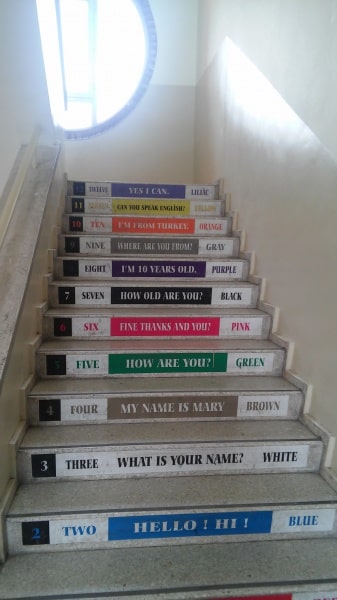 12 TWELVE YES I CAN. LILIAC
11 ELEVEN CAN YOU SPEAK ENGLISH? YELLOW
10 TEN I'M FROM TURKEY. ORANGE
9 NINE WHERE ARE YOU FROM? GRAY
8 EIGHT I'M 10 YEARS OLD. PURPLE
7 SEVEN HOW OLD ARE YOU? BLACK
6 SIX FINE THANKS AND YOU? PINK
5 FIVE HOW ARE YOU? GREEN
4 FOUR MY NAME IS MARY BROWN
3 THREE WHAT IS YOUR NAME? WHITE
2 TWO HELLO ! HI ! BLUE